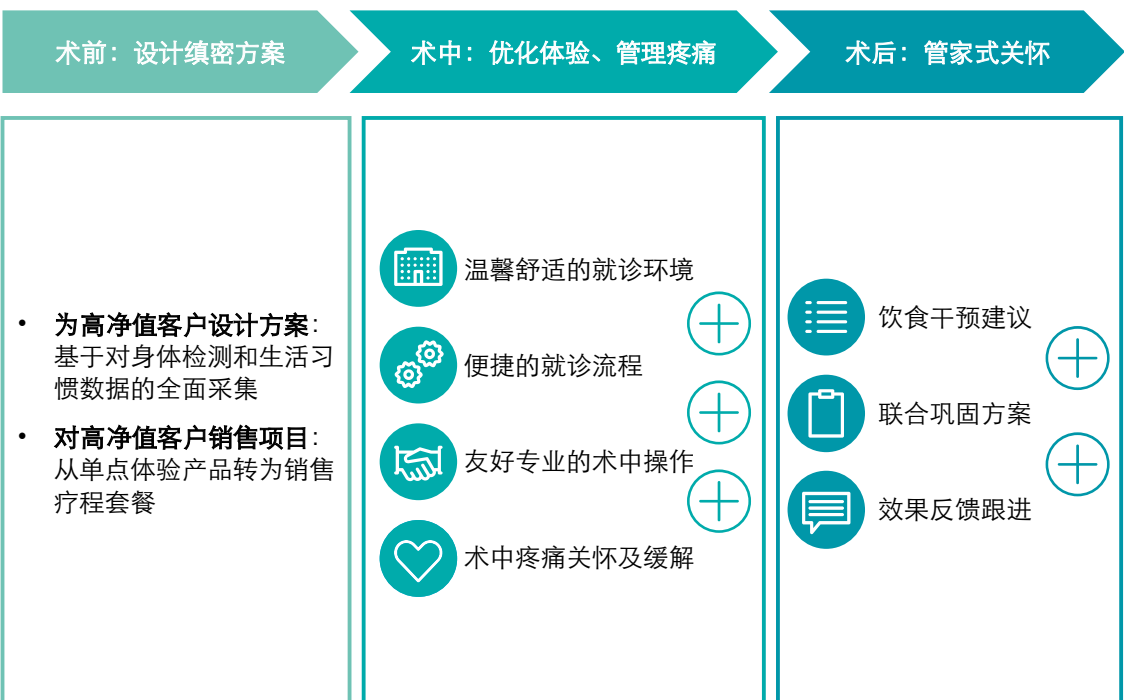 术前：设计缜密方案
术中：优化体验、管理疼痛
术后：管家式关怀
• 为高净值客户设计方案：
基于对身体检测和生活习
惯数据的全面采集
• 对高净值客户销售项目：
从单点体验产品转为销售
疗程套餐
温馨舒适的就诊环境
便捷的就诊流程
友好专业的术中操作
术中疼痛关怀及缓解
饮食干预建议
联合巩固方案
效果反馈跟进